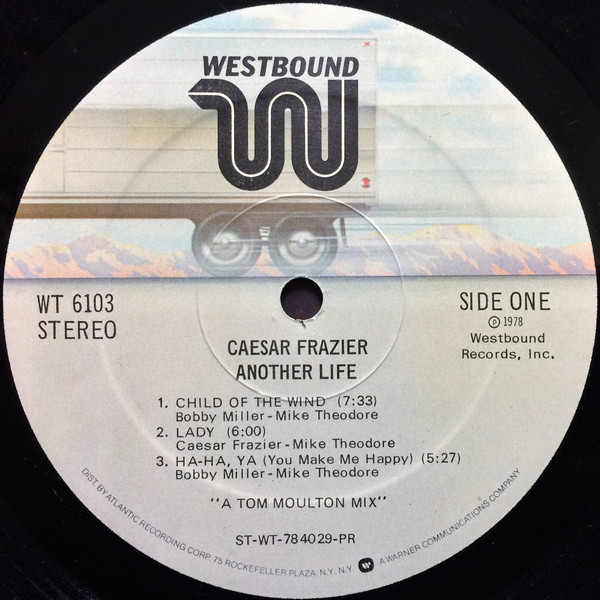 WESTBOUND
WT 6103
STEREO
SIDE ONE
℗ 1978
Westbound
Records, Inc.
CAESAR FRAZIER
ANOTHER LIFE
1. CHILD OF THE WIND (7:33)
Bobby Miller-Mike Theodore
2. LADY (6:00)
Caesar Frazier-Mike Theodore
3. HA-HA, YA (You Make Me Happy) (5:27)
Bobby Miller-Mike Theodore
"A TOM MOULTON MIX"
ST-WT-784029-PR
DIST. BY ATLANTIC RECORDING CORP. 75 ROCKEFELLER PLAZA, N.Y. N.Y. W A WARNER COMMUNICATIONS COMPANY